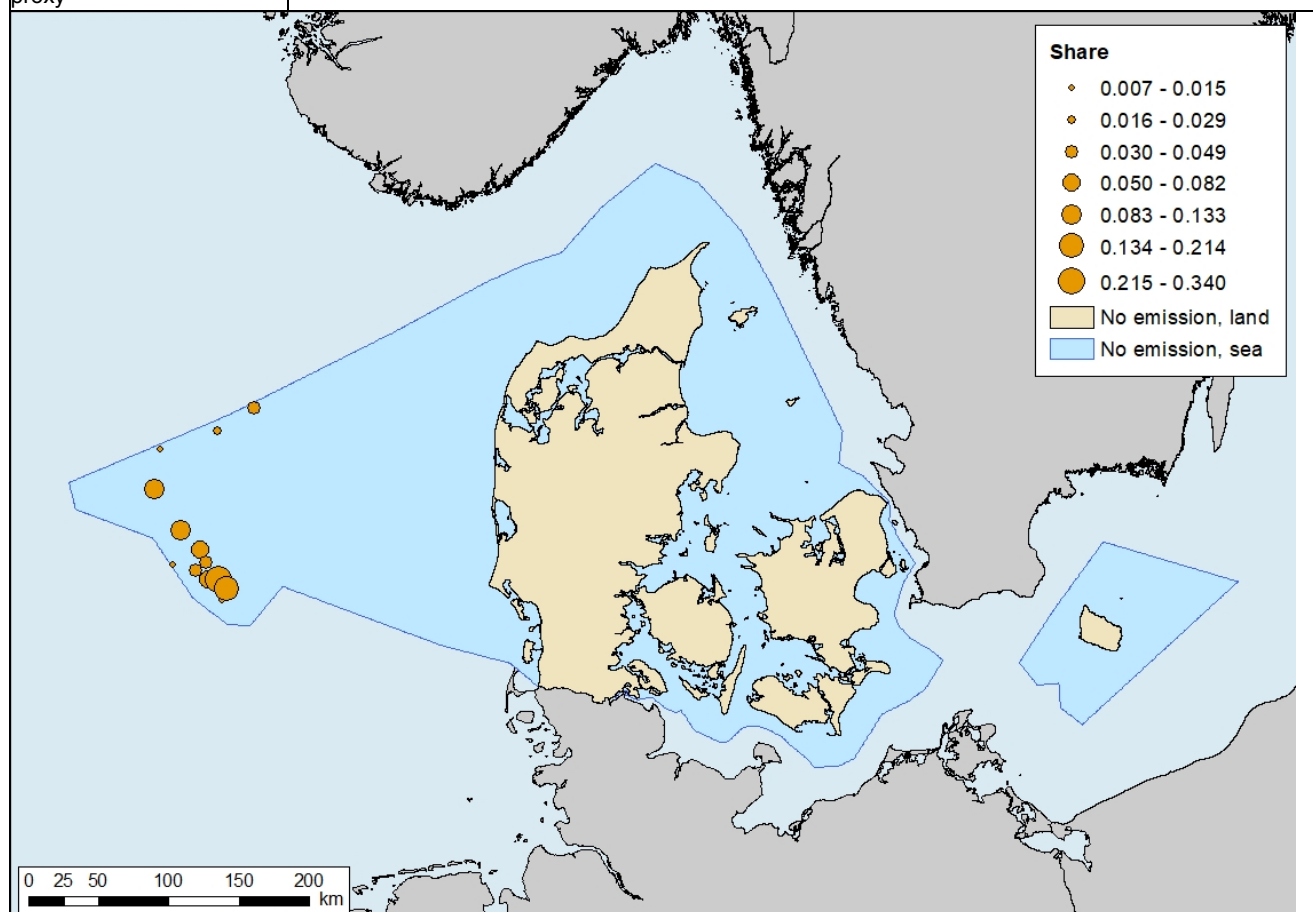 proxy
Share
0.007 - 0.015
0.016 - 0.029
0.030 - 0.049
0.050 - 0.082
0.083 - 0.133
0.134 - 0.214
0.215 - 0.340
No emission, land
No emission, sea
0 25 50 100 150 200
km